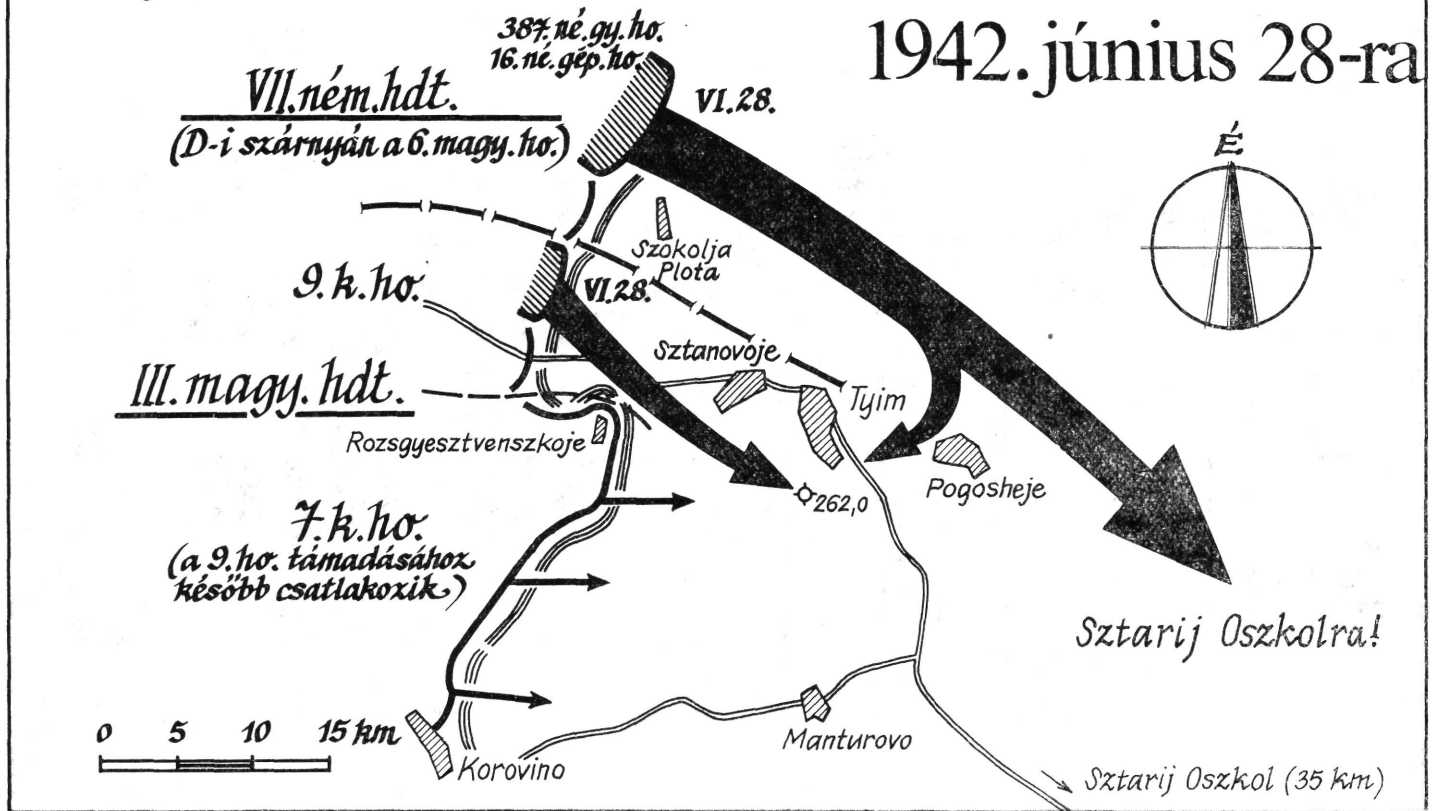 1942. június 28-ra
387. né. gy. ho.
16. né. gép. ho.
VII. ném. hdt.
(D-i szárnyán a 6. magy. ho.)
VI. 28.
É.
Szokolja
Plota
9. k. ho.
VI. 28.
Sztanovoje
III. magy. hdt.
Tyim
Rozsgyesztvenszkoje
Pogosheje
262,0
7. k. ho.
(a 9. ho. támadásához
később csatlakozik)
Sztarij Oszkolra!
0 5 10 15 km
Manturovo
Korovino
Sztarij Oszkol (35 km)